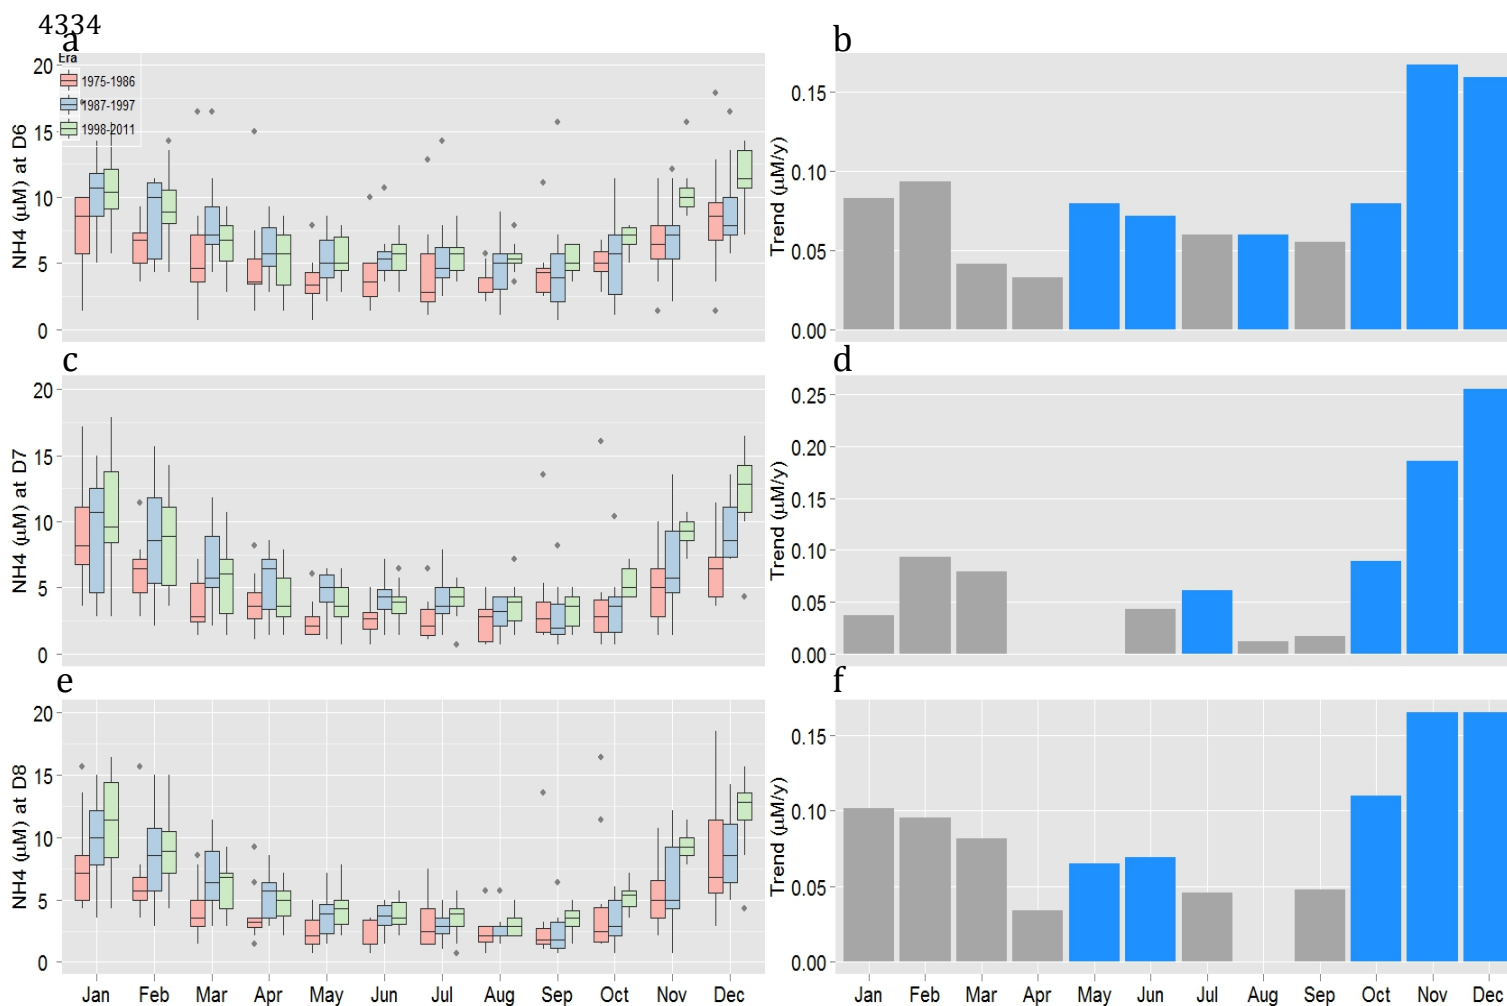 4334
a
b
Era
1975-1986
1987-1997
1998-2011
NH4 (µM) at D6
20
15
10
5
0
Trend (µM/y)
0.15
0.10
0.05
0.00
c
d
NH4 (µM) at D7
20
15
10
5
0
Trend (µM/y)
0.25
0.20
0.15
0.10
0.05
0.00
e
f
NH4 (µM) at D8
20
15
10
5
0
Trend (µM/y)
0.15
0.10
0.05
0.00
Jan Feb Mar Apr May Jun Jul Aug Sep Oct Nov Dec
Jan Feb Mar Apr May Jun Jul Aug Sep Oct Nov Dec